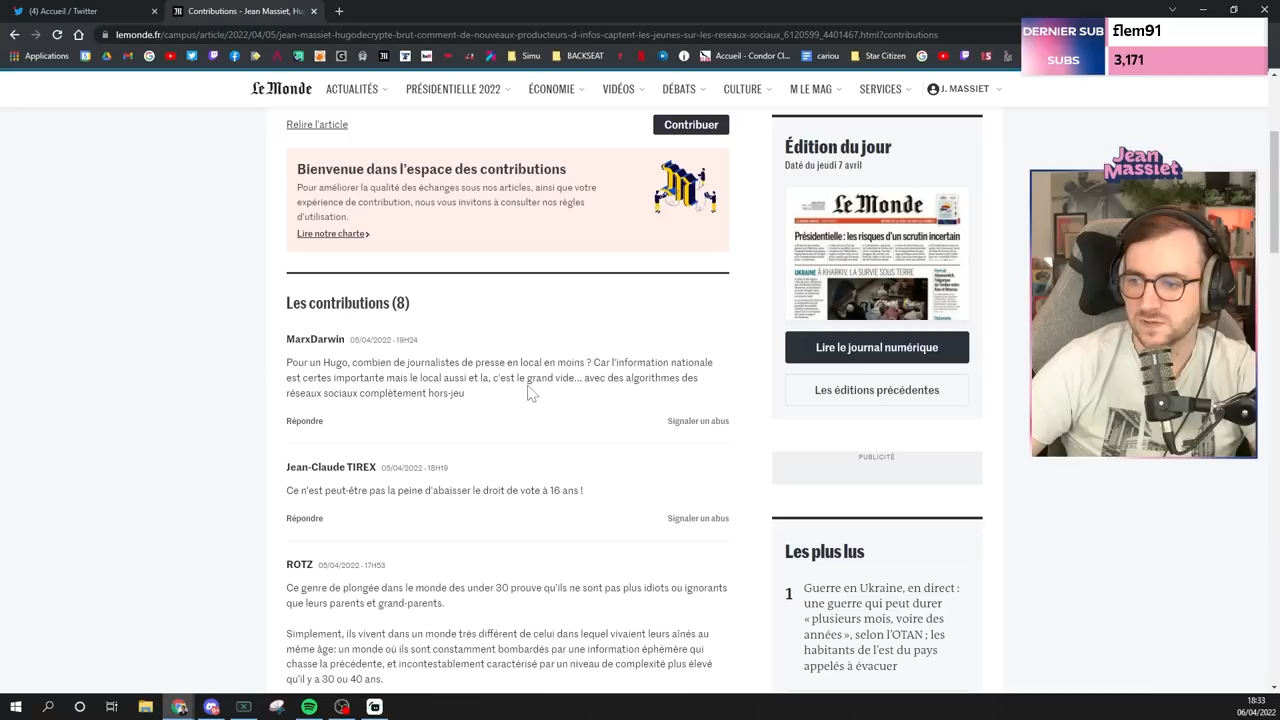 (4) Accueil / Twitter
Jean Massiet, HugoDécrypte, Br
lemonde.fr/campus/article/2022/04/05/jean-massiet-hugodecrypte-brut-comment-de-nouveaux-producteurs-d-infos-captent-les-jeunes-sur-les-reseaux-sociaux_6120599_4401467.html?contributions
Applications
Simu
BACKSEAT
Accueil - Condor Cl...
cariou
Star Citizen
Google
DERNIER SUB
flem91
SUBS
3,171
Le Monde
ACTUALITÉS
PRÉSIDENTIELLE 2022
ÉCONOMIE
VIDÉOS
DÉBATS
CULTURE
M LE MAG
SERVICES
J. MASSIET
Relire l'article
Contribuer
Bienvenue dans l'espace des contributions
Pour améliorer la qualité des échanges sous nos articles, ainsi que votre
expérience de contribution, nous vous invitons à consulter nos règles
d'utilisation.
Lire notre charte
Les contributions (8)
MarxDarwin 05/04/2022 - 19H24
Pour un Hugo, combien de journalistes de presse en local en moins ? Car l'information nationale
est certes importante mais le local aussi et la, c'est le grand vide... avec des algorithmes des
réseaux sociaux complètement hors-jeu
Répondre
Signaler un abus
Jean-Claude TIREX 05/04/2022 - 18H19
Ce n'est peut-être pas la peine d'abaisser le droit de vote à 16 ans !
Répondre
Signaler un abus
ROTZ 05/04/2022 - 17H53
Ce genre de plongée dans le monde des under 30 prouve qu'ils ne sont pas plus idiots ou ignorants
que leurs parents et grand-parents.
Simplement, ils vivent dans un monde très différent de celui dans lequel vivaient leurs aînés au
même âge: un monde où ils sont constamment bombardés par une information éphémère qui
chasse la précédente, et incontestablement caractérisé par un niveau de complexité plus élevé
qu'il y a 30 ou 40 ans.
Édition du jour
Daté du jeudi 7 avril
Le Monde
Présidentielle : les risques d'un scrutin incertain
UKRAINE À KHARKIV, LA SURVIE SOUS TERRE
Lire le journal numérique
Les éditions précédentes
PUBLICITÉ
Les plus lus
1
Guerre en Ukraine, en direct :
une guerre qui peut durer
« plusieurs mois, voire des
années », selon l'OTAN ; les
habitants de l'est du pays
appelés à évacuer
Jean
Massiet
18:33
06/04/2022